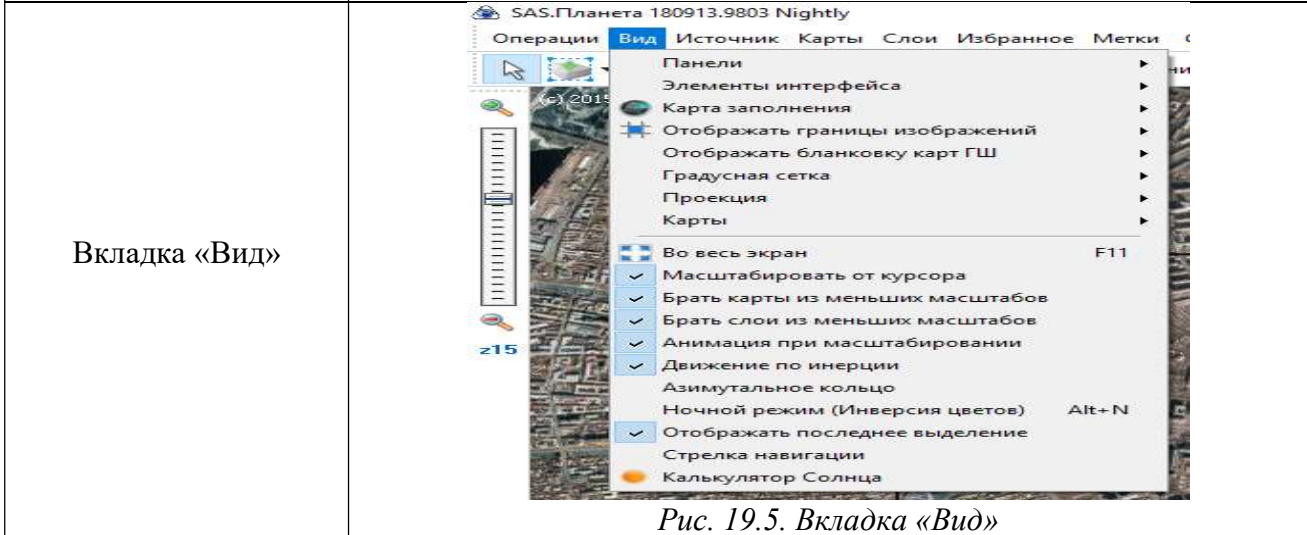 Вкладка «Вид»
SAS.Планета 180913.9803 Nightly
Операции Вид Источник Карты Слои Избранное Метки
(c) 2015
Панели
Элементы интерфейса
Карта заполнения
Отображать границы изображений
Отображать бланковку карт ГШ
Градусная сетка
Проекция
Карты
Во весь экран F11
Масштабировать от курсора
Брать карты из меньших масштабов
Брать слои из меньших масштабов
Анимация при масштабировании
Движение по инерции
Азимутальное кольцо
Ночной режим (Инверсия цветов) Alt+N
Отображать последнее выделение
Стрелка навигации
Калькулятор Солнца
z15
Рис. 19.5. Вкладка «Вид»